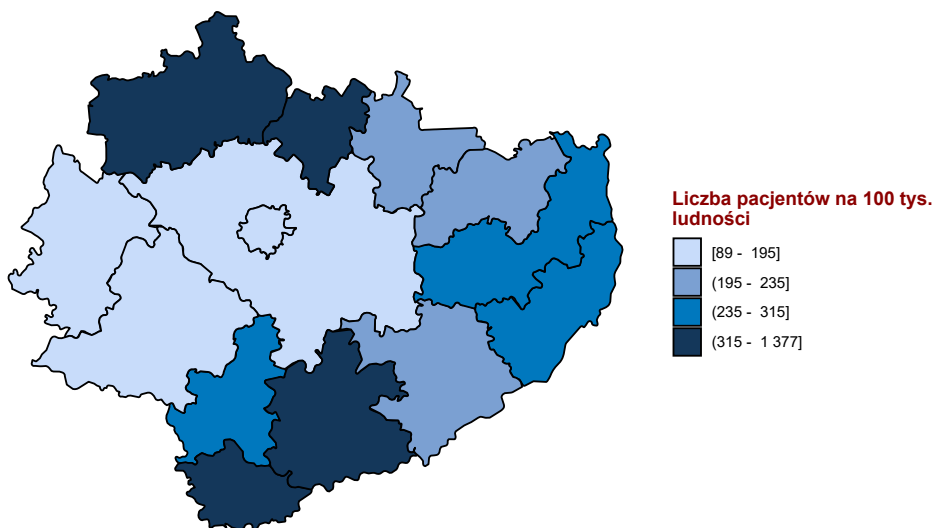 Liczba pacjentów na 100 tys.
ludności
[89 - 195]
(195 - 235]
(235 - 315]
(315 - 1 377]